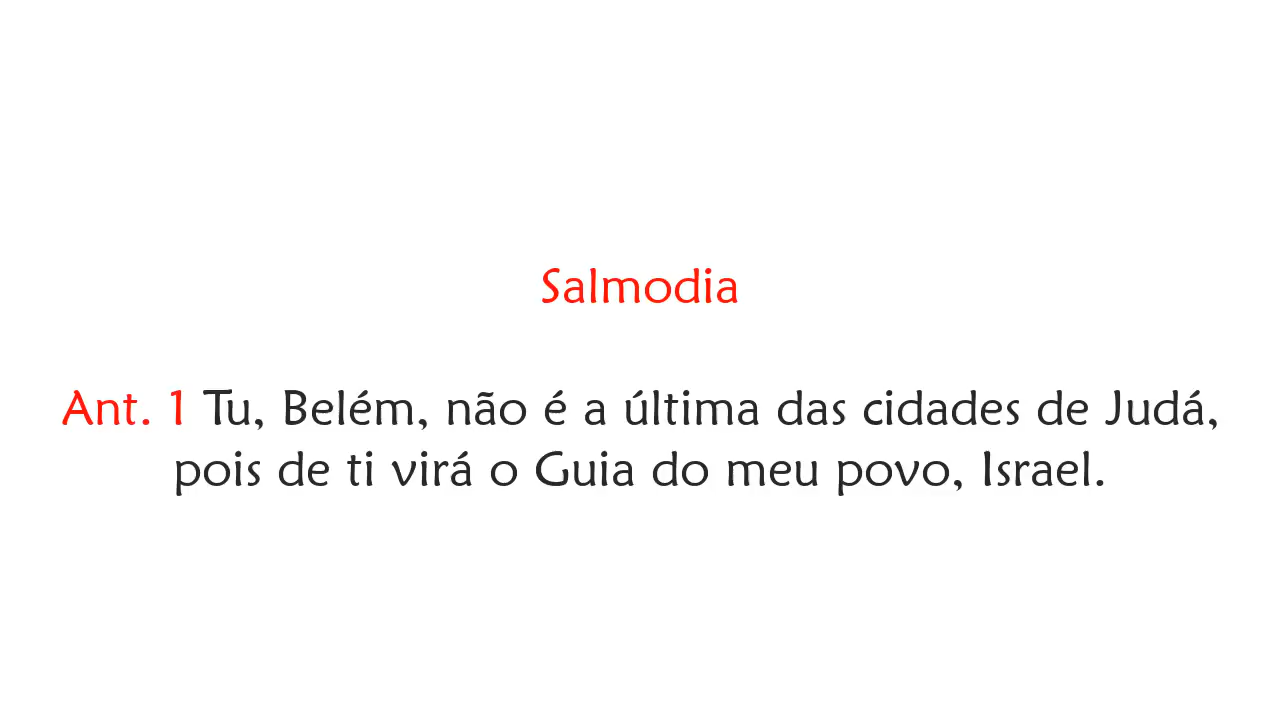 Salmodia
Ant. 1 Tu, Belém, não é a última das cidades de Judá,
pois de ti virá o Guia do meu povo, Israel.